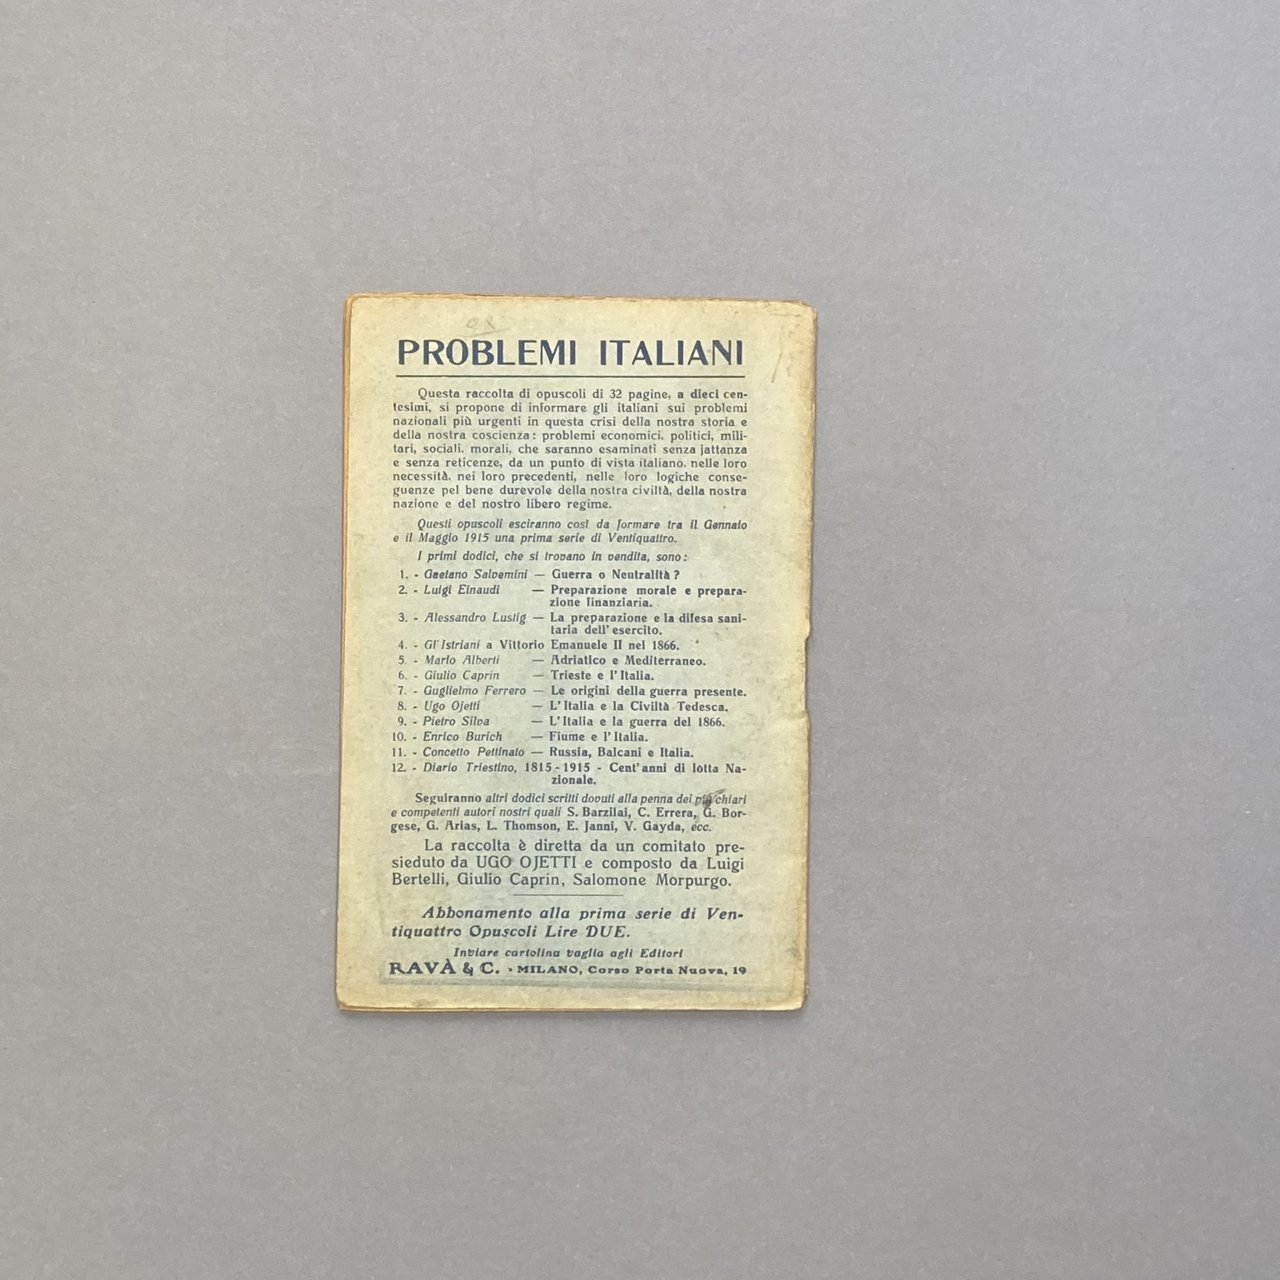 PROBLEMI ITALIANI
Questa raccolta di opuscoli di 32 pagine, a dieci cen-
tesimi, si propone di informare gli italiani sui problemi
nazionali più urgenti in questa crisi della nostra storia e
della nostra coscienza: problemi economici, politici, mili-
tari, sociali, morali, che saranno esaminati senza jattanza
e senza reticenze, da un punto di vista italiano, nelle loro
necessità, nei loro precedenti, nelle loro logiche conse-
guenze pel bene durevole della nostra civiltà, della nostra
nazione e del nostro libero regime.
Questi opuscoli esciranno così da formare tra il Gennaio
e il Maggio 1915 una prima serie di Ventiquattro.
I primi dodici, che si trovano in vendita, sono:
1. - Gaetano Salvemini — Guerra o Neutralità?
2. - Luigi Einaudi — Preparazione morale e prepara-
zione finanziaria.
3. - Alessandro Lustig — La preparazione e la difesa sani-
taria dell'esercito.
4. - Gl'Istriani a Vittorio Emanuele II nel 1866.
5. - Mario Alberti — Adriatico e Mediterraneo.
6. - Giulio Caprin — Trieste e l'Italia.
7. - Guglielmo Ferrero — Le origini della guerra presente.
8. - Ugo Ojetti — L'Italia e la Civiltà Tedesca.
9. - Pietro Silva — L'Italia e la guerra del 1866.
10. - Enrico Burich — Fiume e l'Italia.
11. - Concetto Pettinato — Russia, Balcani e Italia.
12. - Diario Triestino, 1815-1915 - Cent'anni di lotta Na-
zionale.
Seguiranno altri dodici scritti dovuti alla penna dei più chiari
e competenti autori nostri quali S. Barzilai, C. Errera, G. Bor-
gese, G. Arias, L. Thomson, E. Janni, V. Gayda, ecc.
La raccolta è diretta da un comitato pre-
sieduto da UGO OJETTI e composto da Luigi
Bertelli, Giulio Caprin, Salomone Morpurgo.
Abbonamento alla prima serie di Ven-
tiquattro Opuscoli Lire DUE.
Inviare cartolina vaglia agli Editori
RAVÀ & C. - MILANO, Corso Porta Nuova, 19